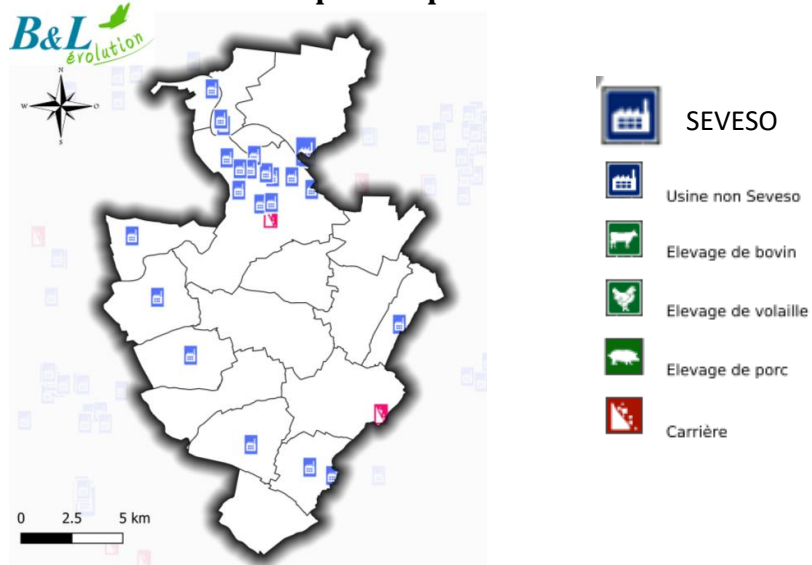 B&L
évolution
N
W
O
S
0 2.5 5 km
SEVESO
Usine non Seveso
Elevage de bovin
Elevage de volaille
Elevage de porc
Carrière